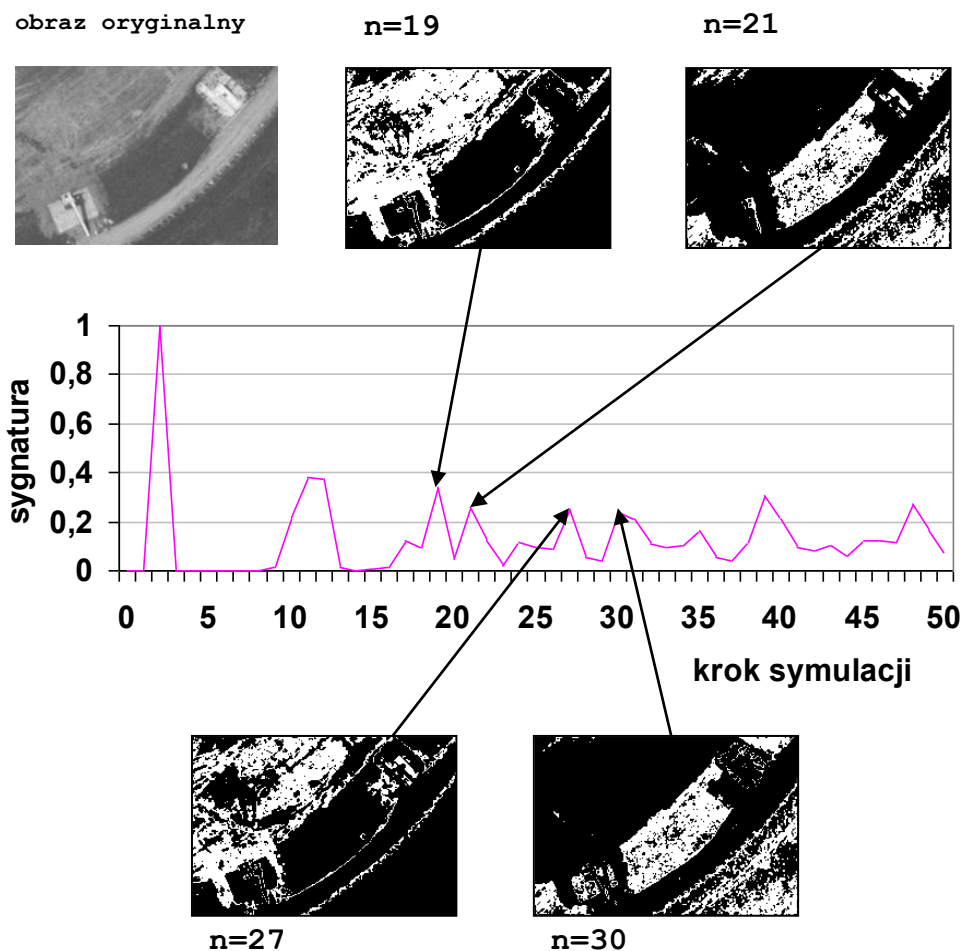 obraz oryginalny
n=19
n=21
1
0,8
0,6
0,4
0,2
0
sygnatura
0 5 10 15 20 25 30 35 40 45 50
krok symulacji
n=27
n=30